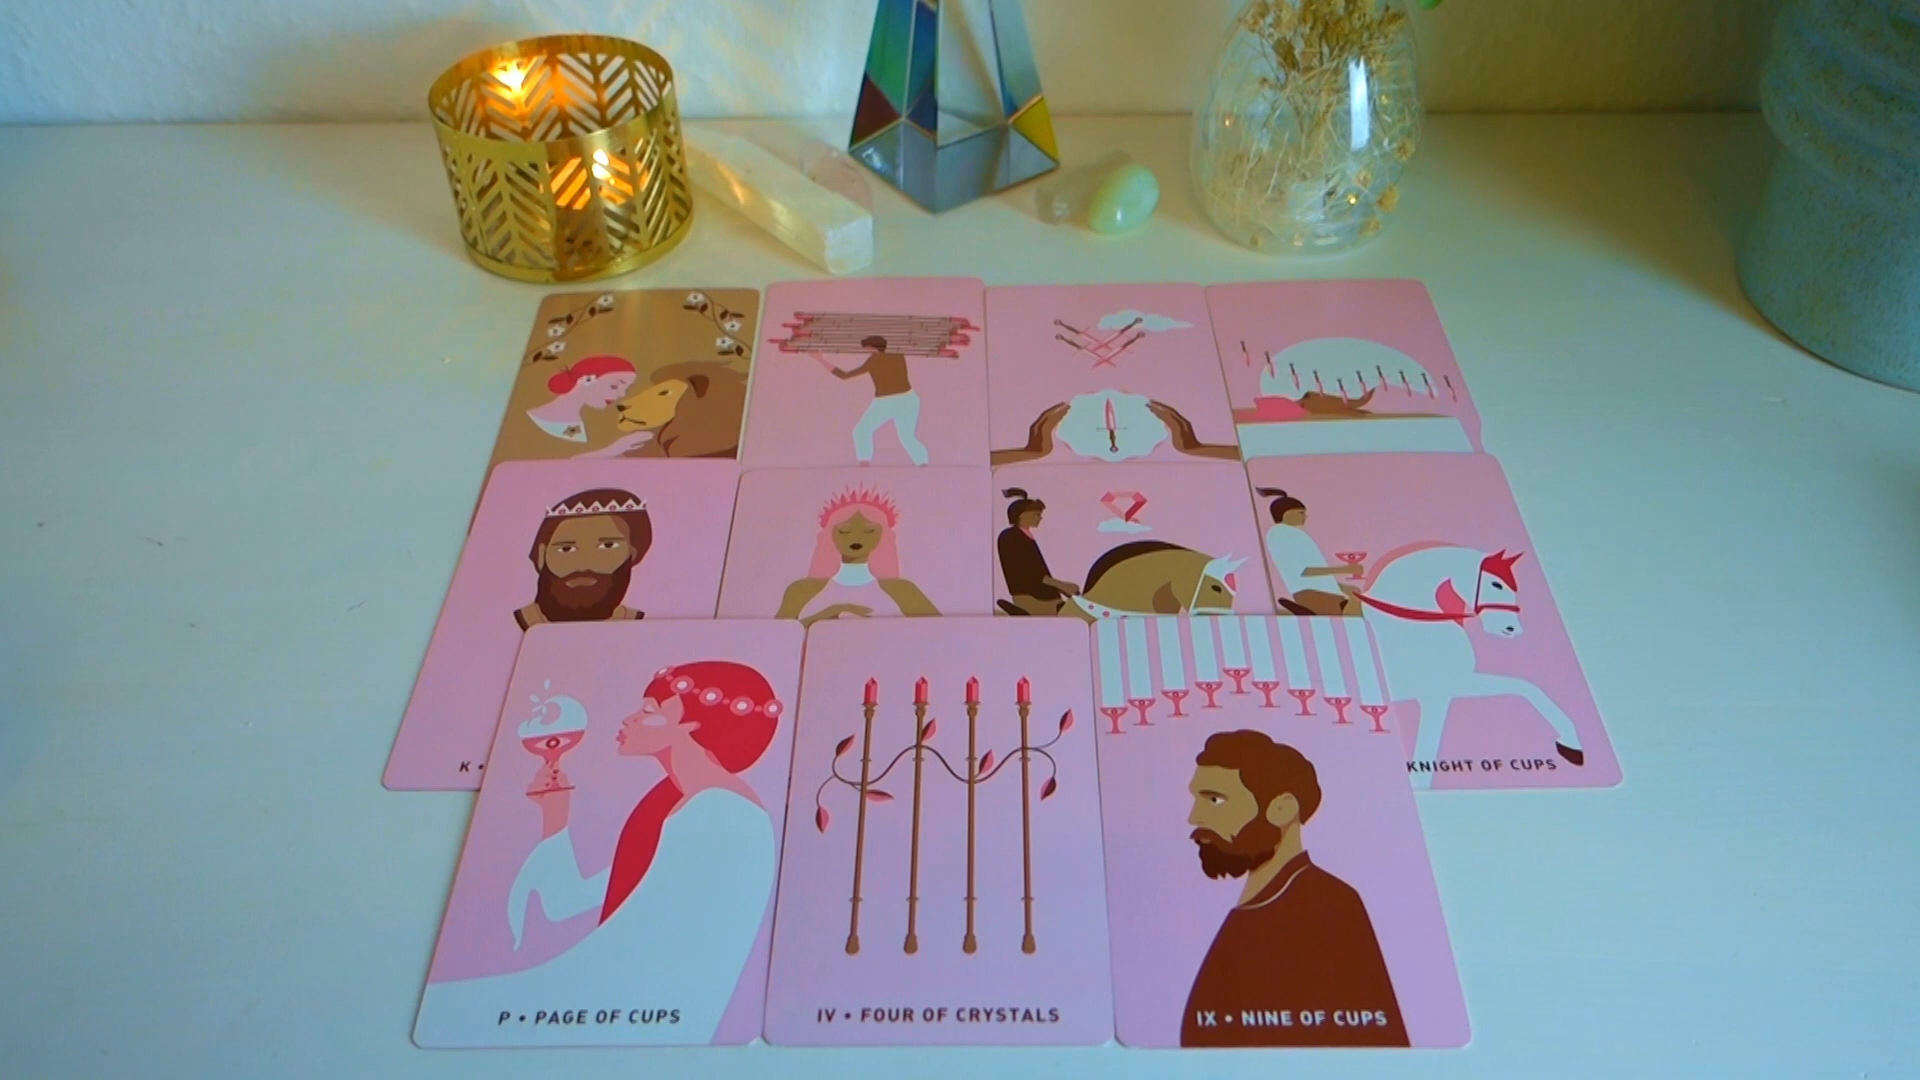 K •
KNIGHT OF CUPS
P • PAGE OF CUPS
IV • FOUR OF CRYSTALS
IX • NINE OF CUPS